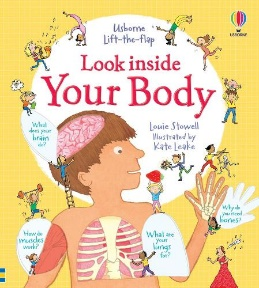 Usborne
Lift-the-flap
USBORNE
Look inside
Your Body
Louie Stowell
Illustrated by
Kate Leake
What
does your
brain
do?
How do
muscles
work?
What are
your
lungs
for?
Why do
you need
bones?